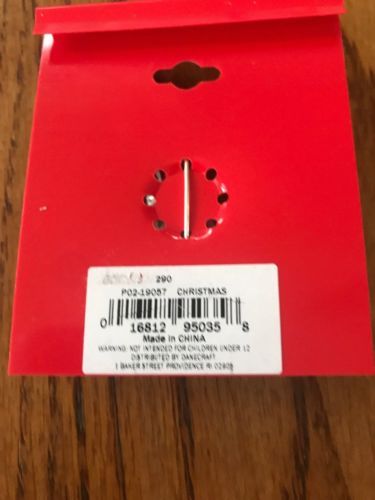 290
P02-19057 CHRISTMAS
0 16812 95035 8
Made in CHINA
WARNING: NOT INTENDED FOR CHILDREN UNDER 12
DISTRIBUTED BY DANECRAFT
1 BAKER STREET PROVIDENCE RI 02905